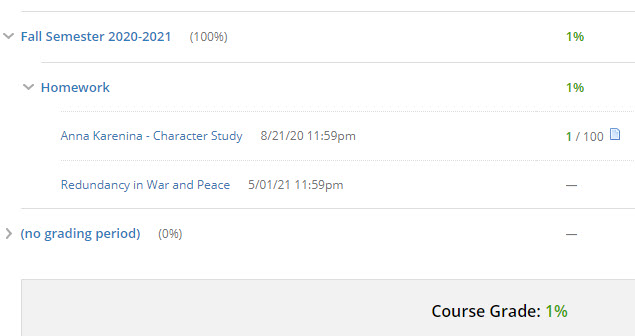 Fall Semester 2020-2021 (100%) 1%
Homework 1%
Anna Karenina - Character Study 8/21/20 11:59pm 1 / 100
Redundancy in War and Peace 5/01/21 11:59pm —
(no grading period) (0%) —
Course Grade: 1%